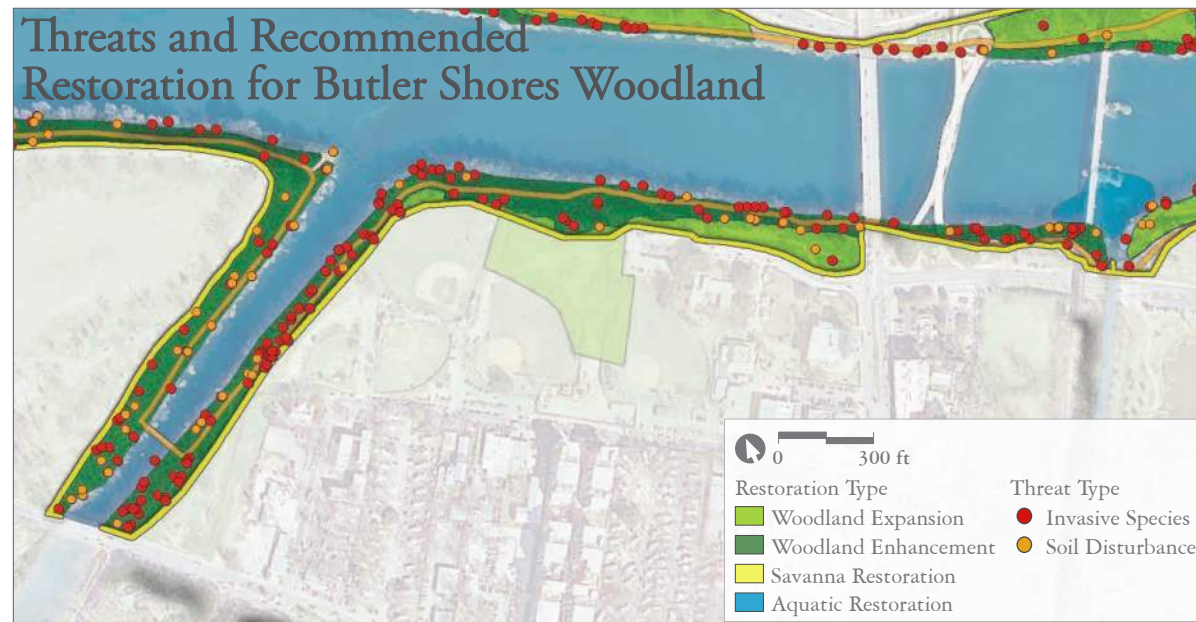 Threats and Recommended
Restoration for Butler Shores Woodland
0 300 ft
Restoration Type
Woodland Expansion
Woodland Enhancement
Savanna Restoration
Aquatic Restoration
Threat Type
Invasive Species
Soil Disturbance